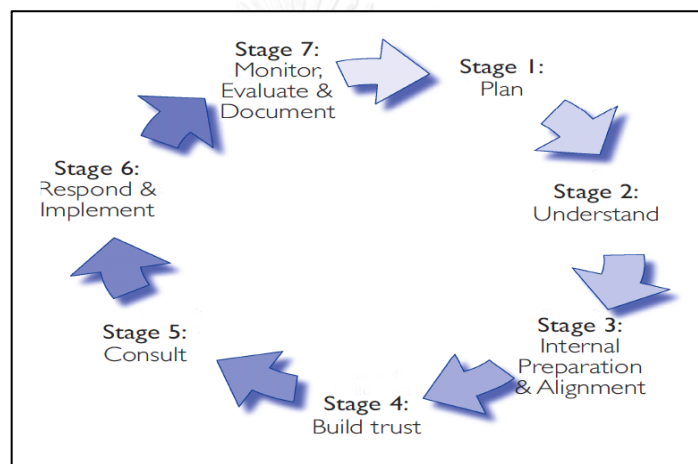 Stage 1:
Plan
Stage 2:
Understand
Stage 3:
Internal
Preparation
& Alignment
Stage 4:
Build trust
Stage 5:
Consult
Stage 6:
Respond &
Implement
Stage 7:
Monitor,
Evaluate &
Document